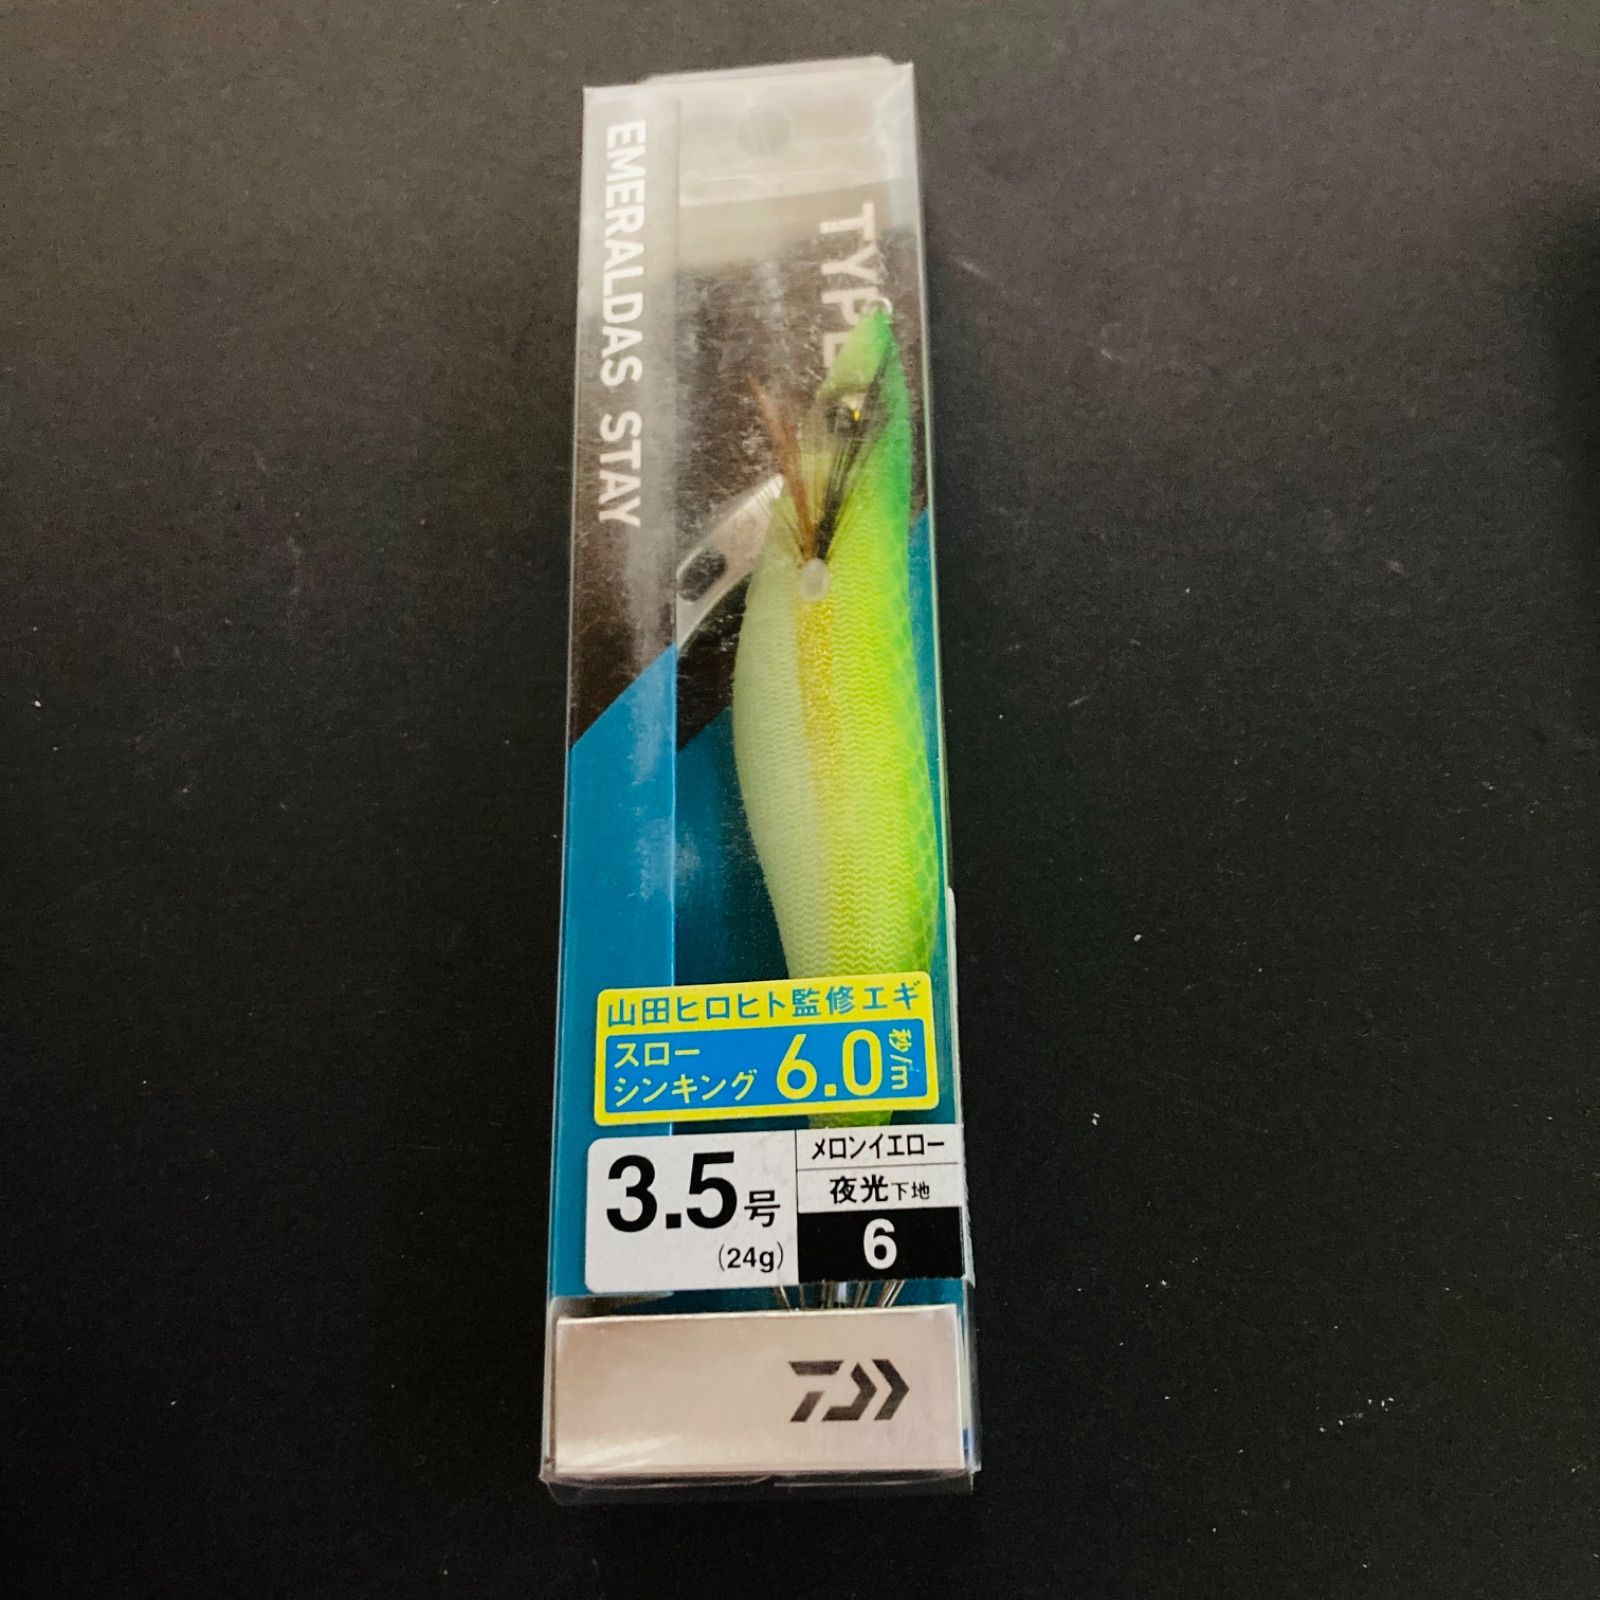 EMERALDAS STAY
TYPE
山田ヒロヒト監修エギ
スロー
シンキング
6.0秒/m
3.5号
(24g)
メロンイエロー
夜光下地
6